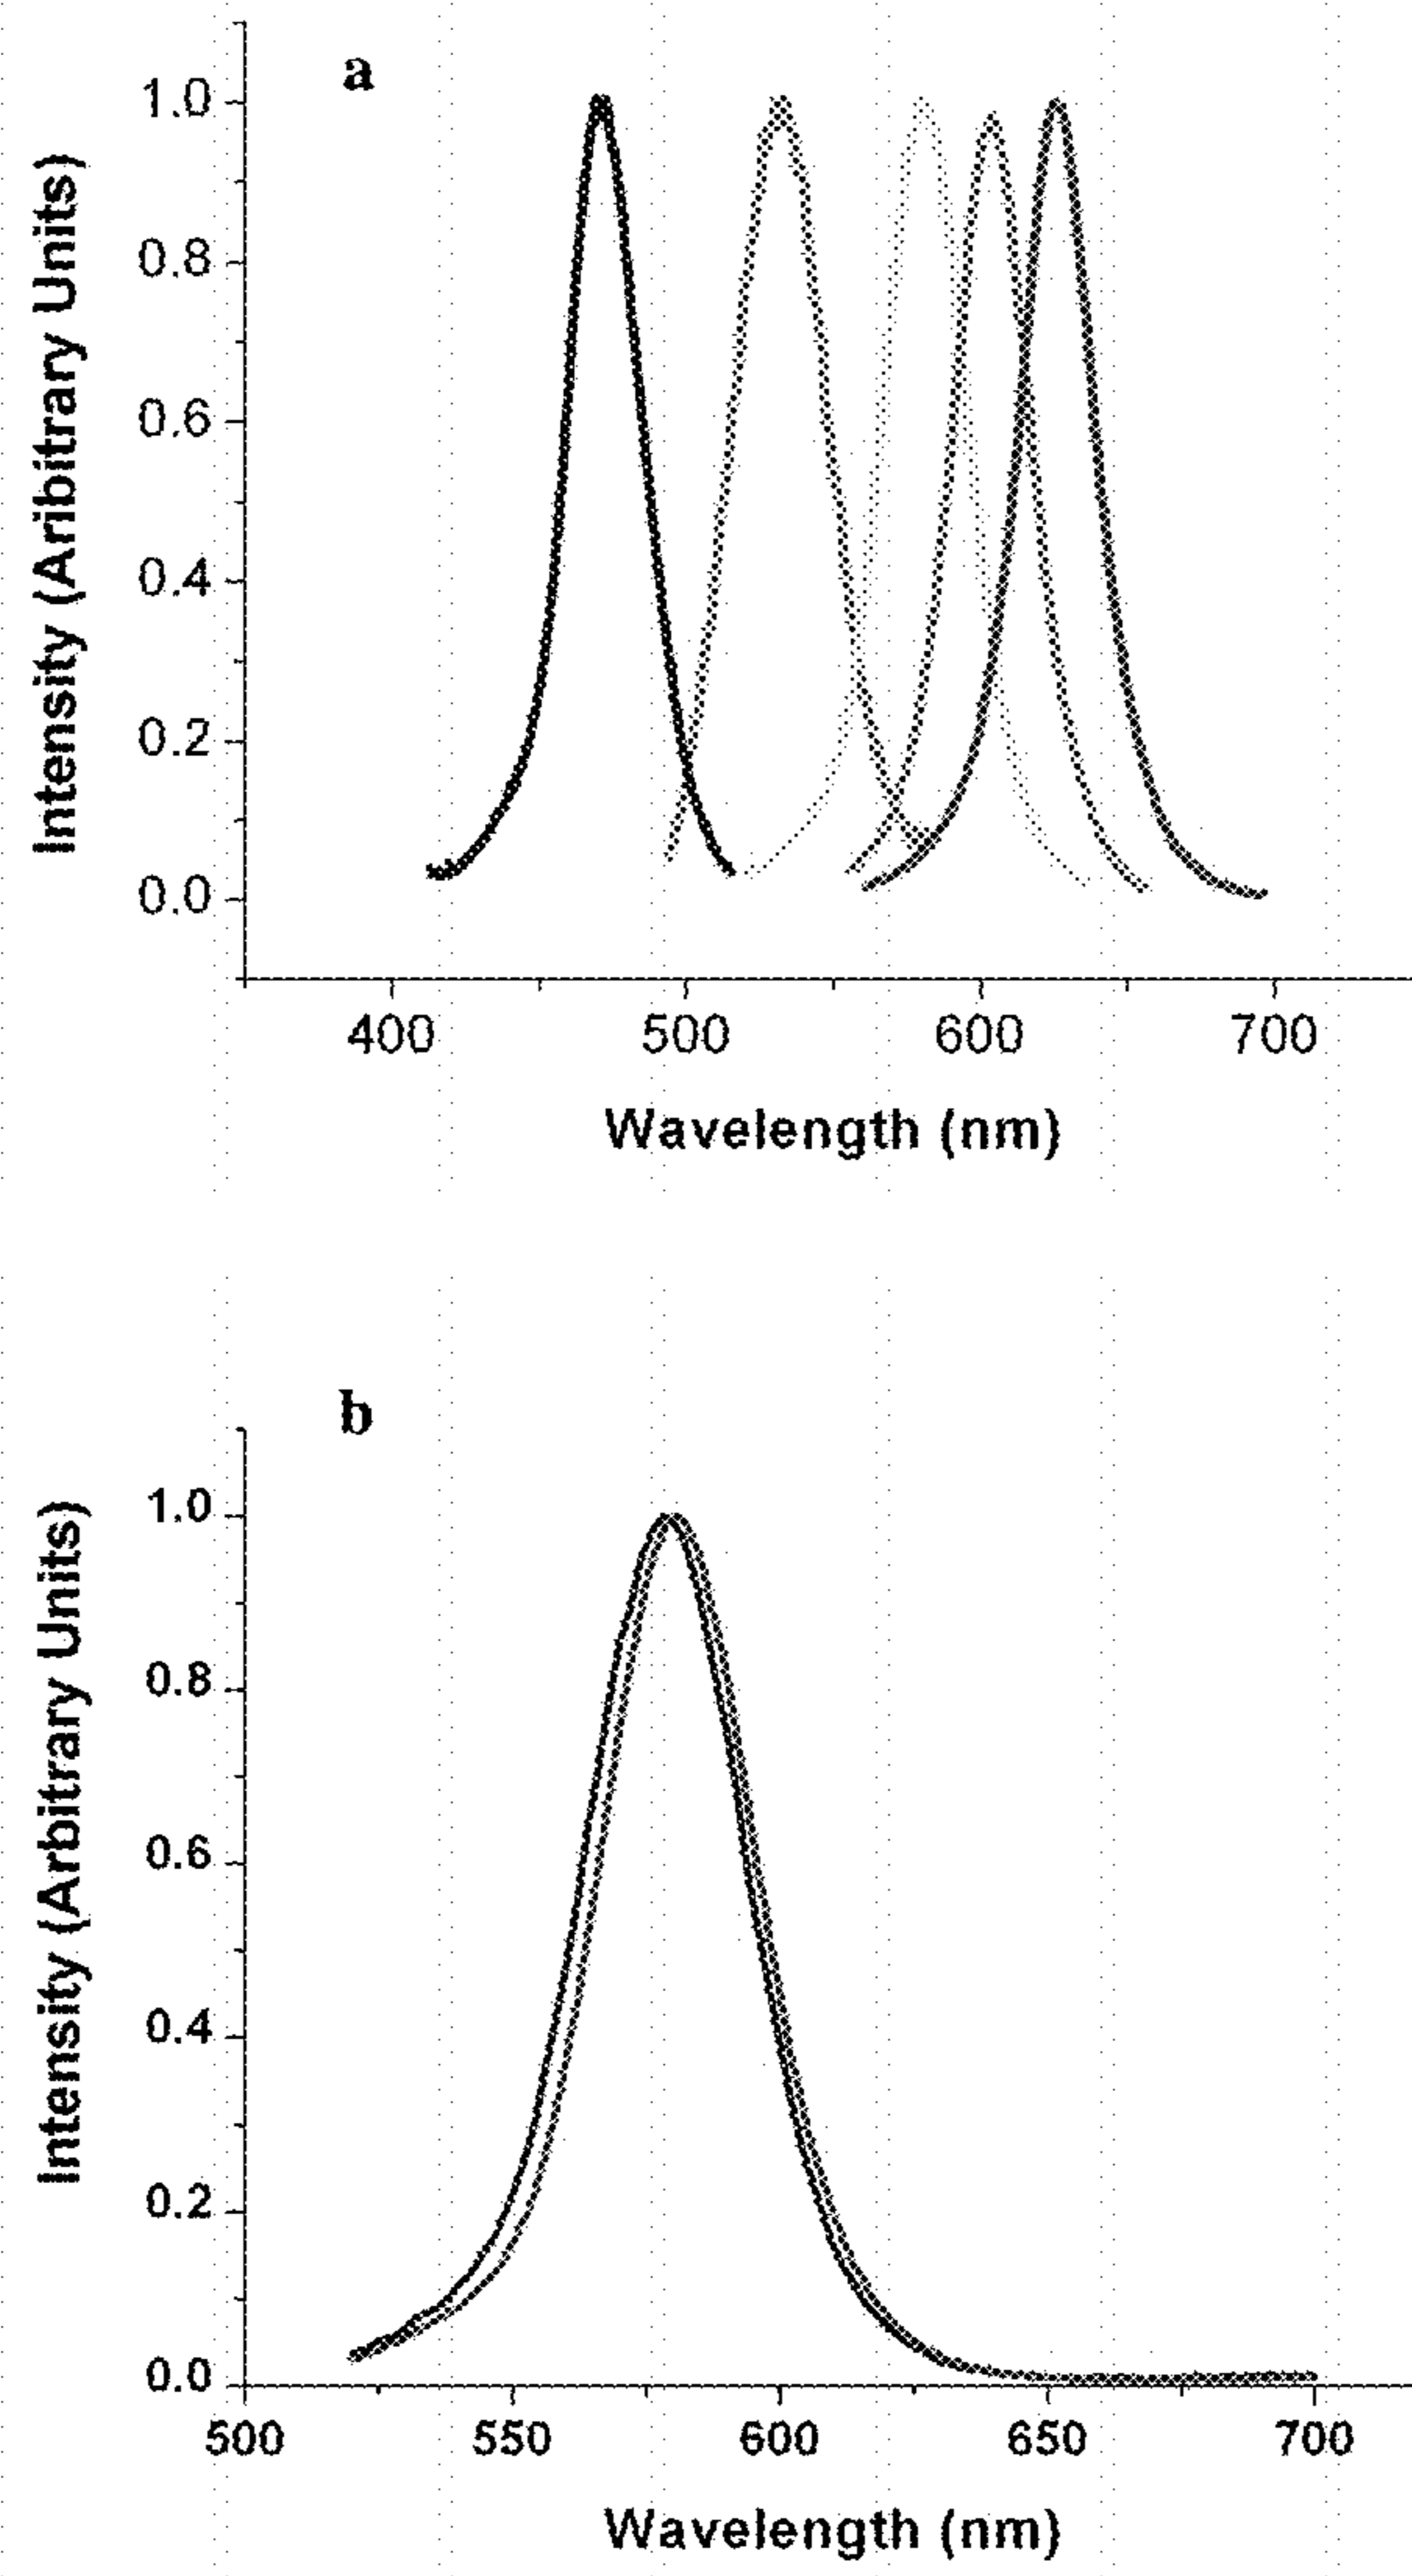 a
Intensity (Aribitrary Units)
1.0
0.8
0.6
0.4
0.2
0.0
400 500 600 700
Wavelength (nm)
b
Intensity (Arbitrary Units)
1.0
0.8
0.6
0.4
0.2
0.0
500 550 600 650 700
Wavelength (nm)